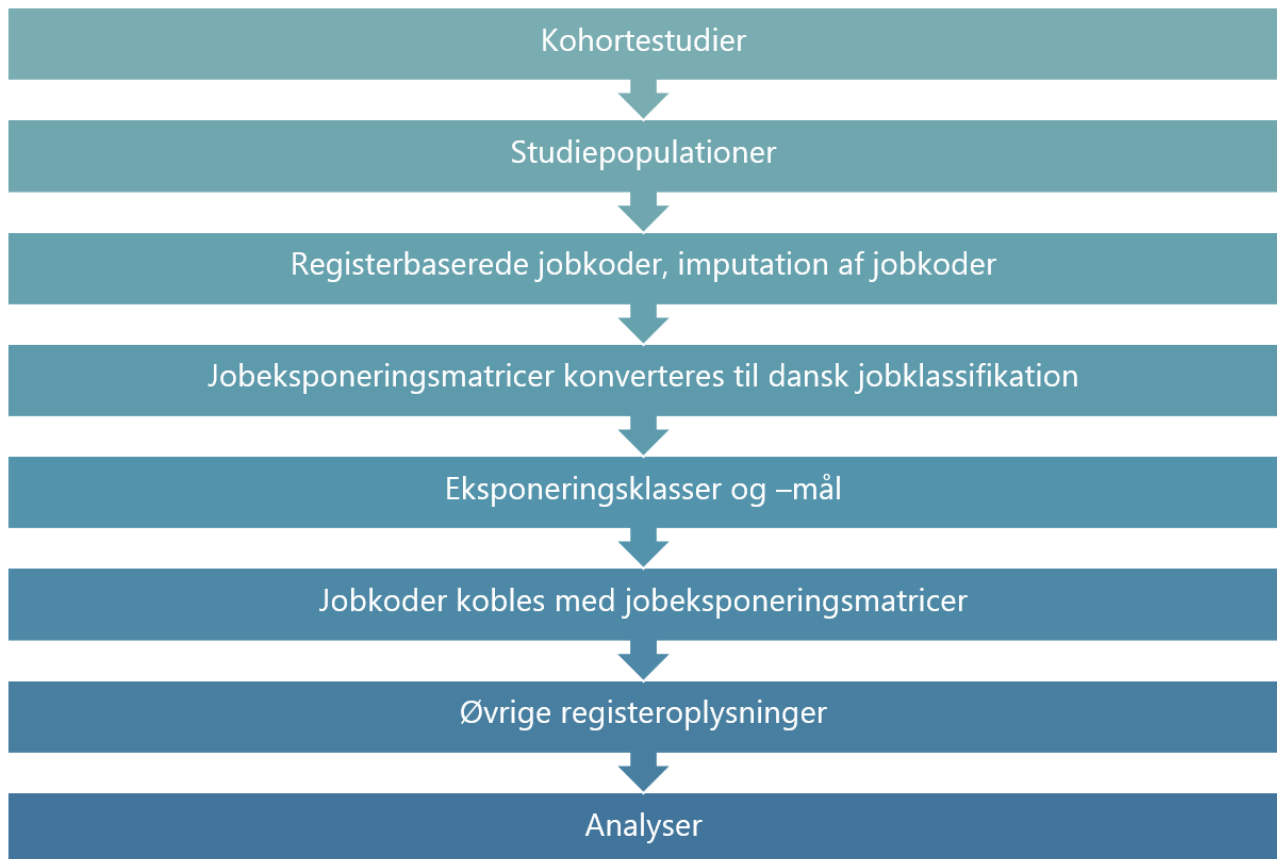 Kohortestudier
Studiepopulationer
Registerbaserede jobkoder, imputation af jobkoder
Jobeksponeringsmatricer konverteres til dansk jobklassifikation
Eksponeringsklasser og –mål
Jobkoder kobles med jobeksponeringsmatricer
Øvrige registeroplysninger
Analyser